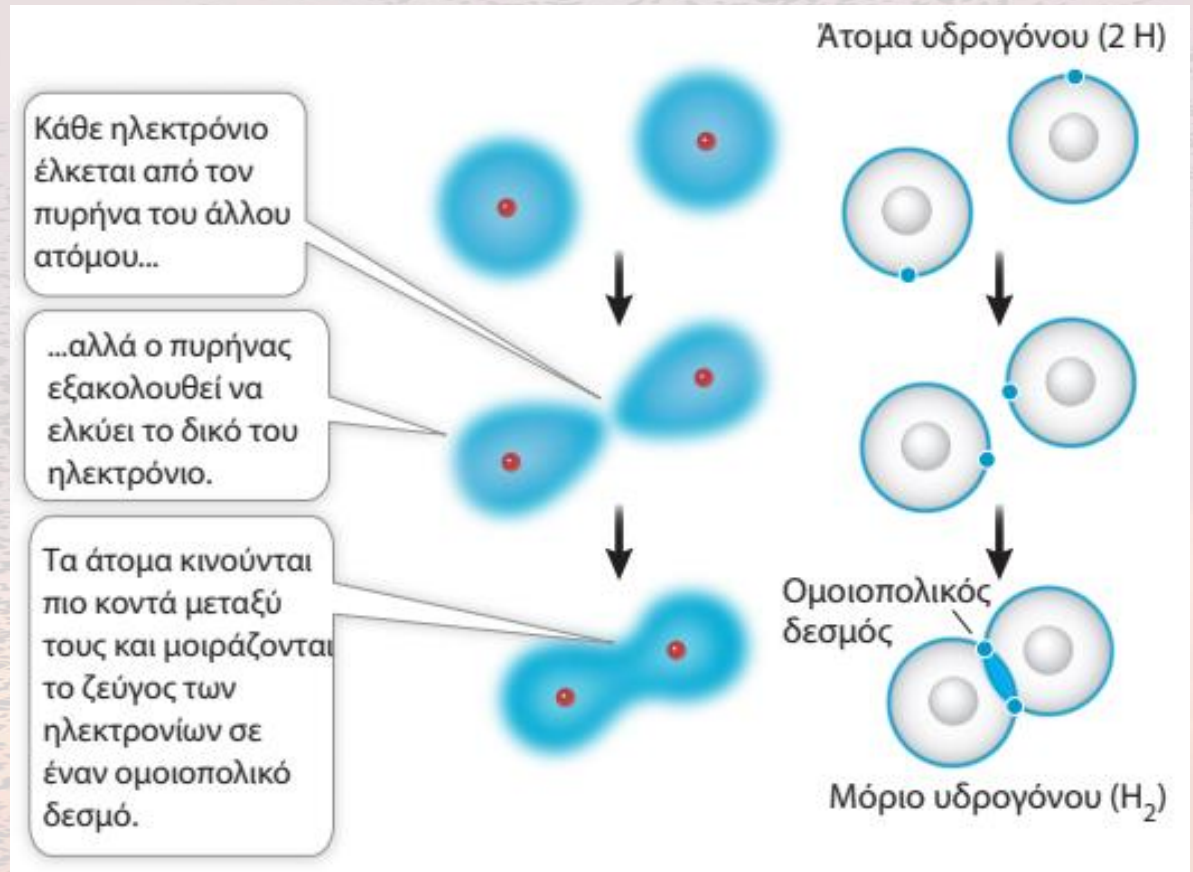 Άτομα υδρογόνου (2 H)
Κάθε ηλεκτρόνιο
έλκεται από τον
πυρήνα του άλλου
ατόμου...
...αλλά ο πυρήνας
εξακολουθεί να
ελκύει το δικό του
ηλεκτρόνιο.
Τα άτομα κινούνται
πιο κοντά μεταξύ
τους και μοιράζονται
το ζεύγος των
ηλεκτρονίων σε
έναν ομοιοπολικό
δεσμό.
Ομοιοπολικός
δεσμός
Μόριο υδρογόνου (H₂)